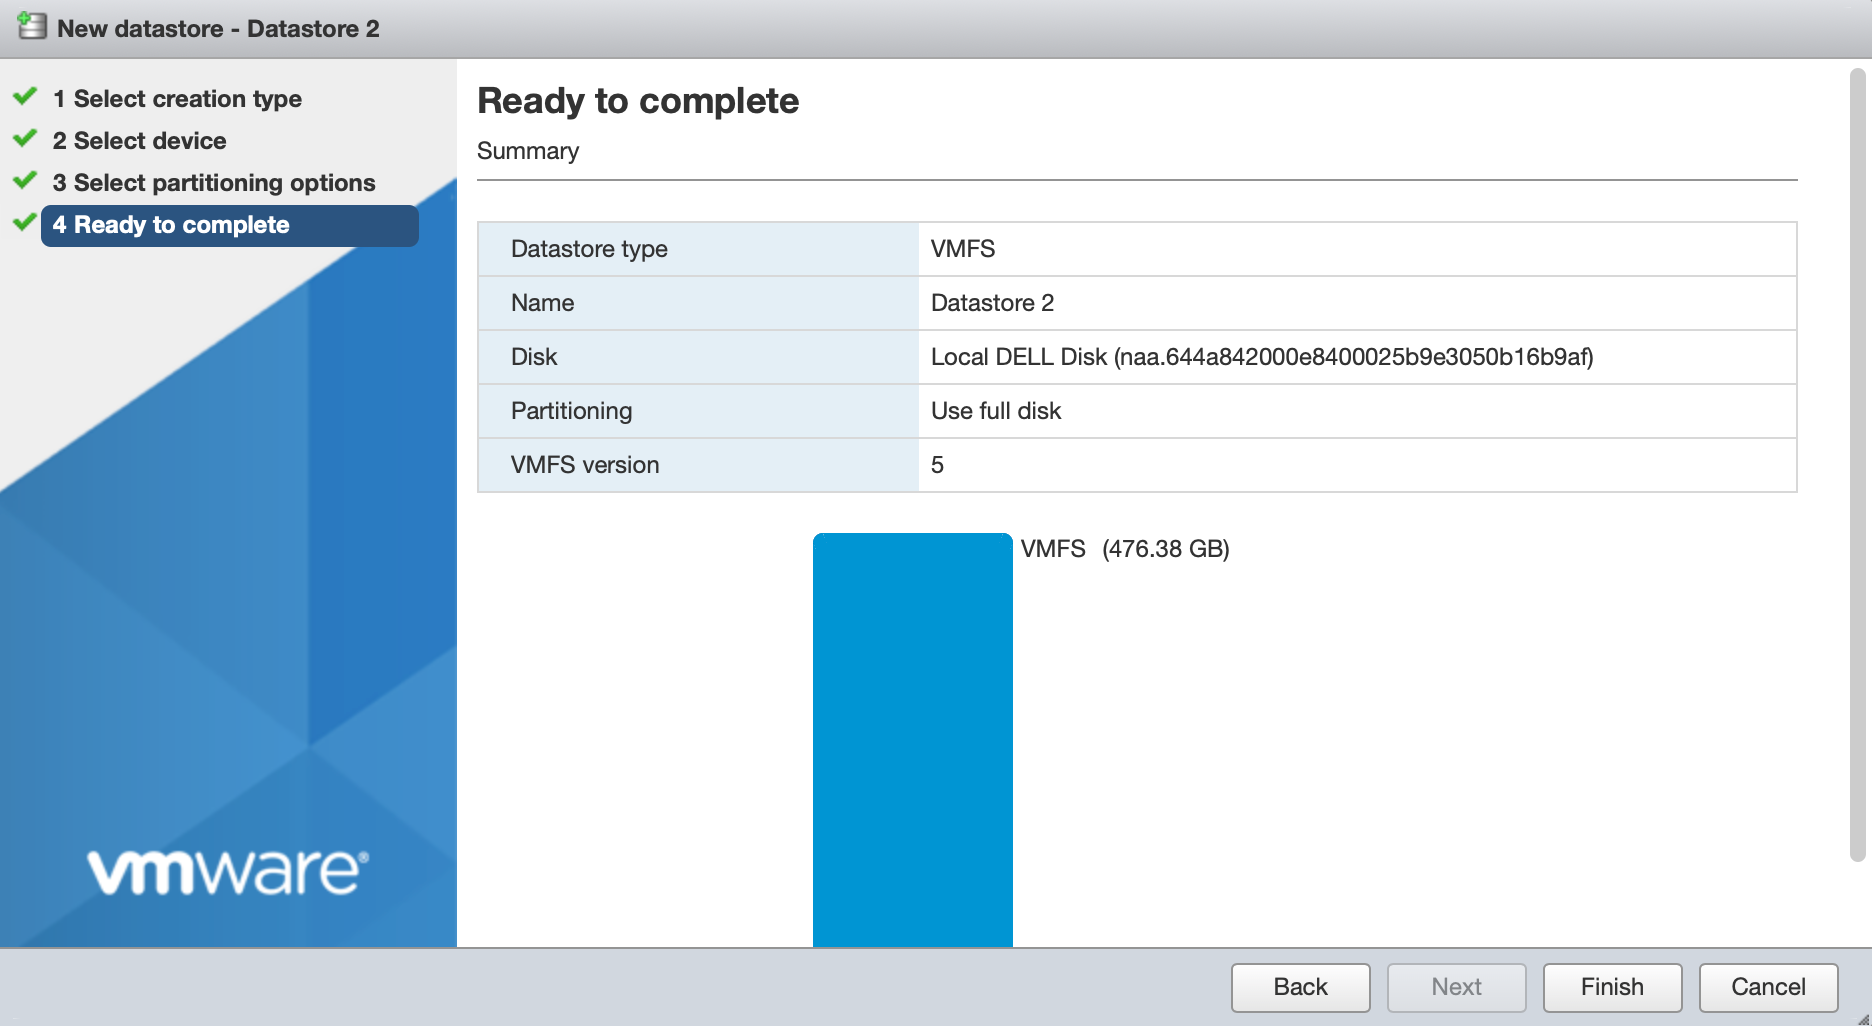 New datastore - Datastore 2
1 Select creation type
2 Select device
3 Select partitioning options
4 Ready to complete
vmware®
Ready to complete
Summary
Datastore type VMFS
Name Datastore 2
Disk Local DELL Disk (naa.644a842000e8400025b9e3050b16b9af)
Partitioning Use full disk
VMFS version 5
VMFS (476.38 GB)
Back Next Finish Cancel